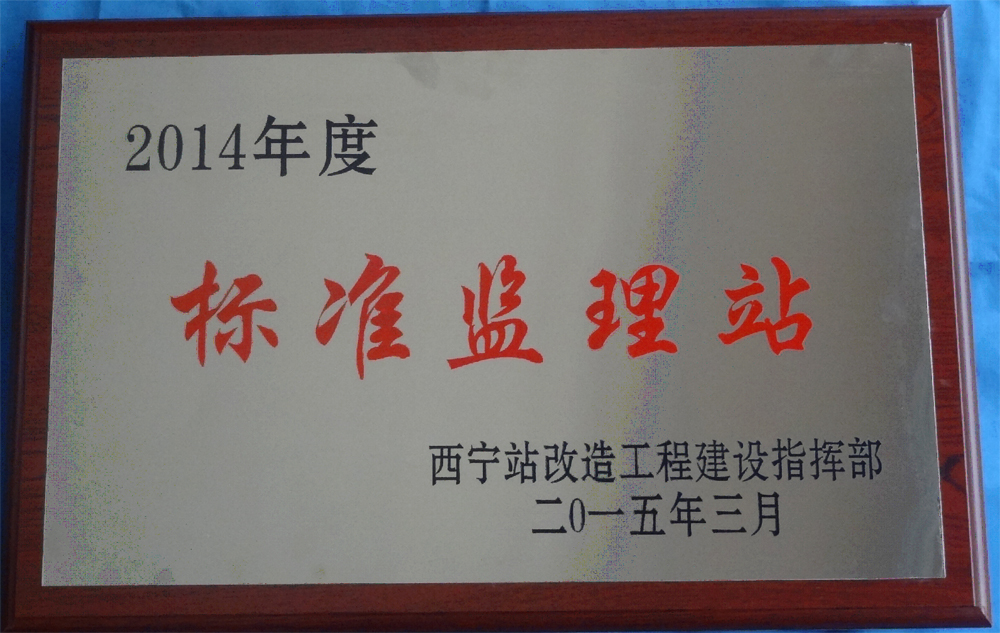 2014年度
标准监理站
西宁站改造工程建设指挥部
二0一五年三月